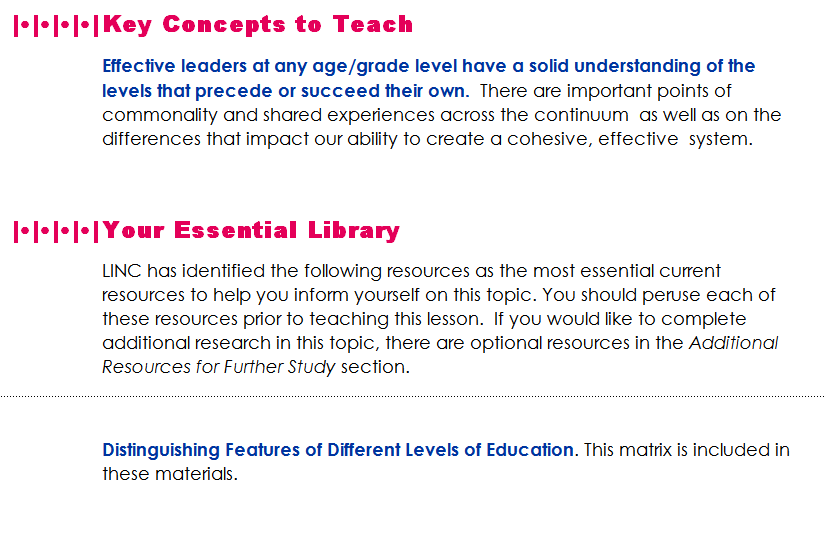 Key Concepts to Teach
Effective leaders at any age/grade level have a solid understanding of the
levels that precede or succeed their own.  There are important points of
commonality and shared experiences across the continuum  as well as on the
differences that impact our ability to create a cohesive, effective  system.
Your Essential Library
LINC has identified the following resources as the most essential current
resources to help you inform yourself on this topic. You should peruse each of
these resources prior to teaching this lesson.  If you would like to complete
additional research in this topic, there are optional resources in the Additional
Resources for Further Study section.
Distinguishing Features of Different Levels of Education. This matrix is included in
these materials.